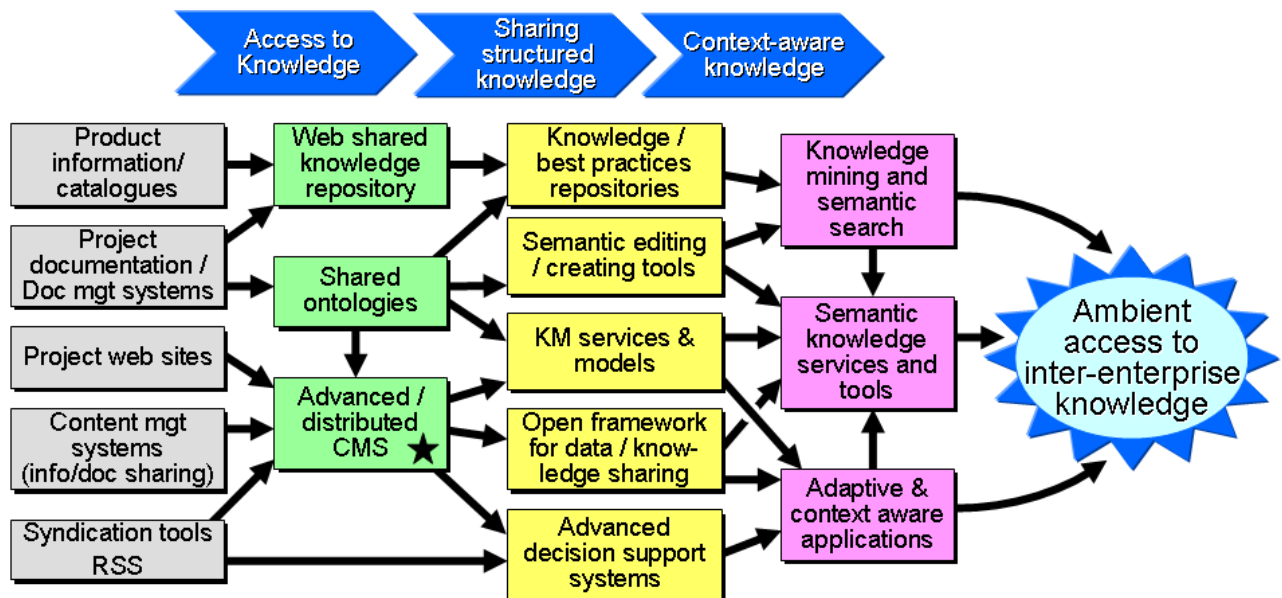 Access to
Knowledge
Sharing
structured
knowledge
Context-aware
knowledge
Product
information/
catalogues
Project
documentation /
Doc mgt systems
Project web sites
Content mgt
systems
(info/doc sharing)
Syndication tools
RSS
Web shared
knowledge
repository
Shared
ontologies
Advanced /
distributed
CMS
Knowledge /
best practices
repositories
Semantic editing
/ creating tools
KM services &
models
Open framework
for data / know-
ledge sharing
Advanced
decision support
systems
Knowledge
mining and
semantic
search
Semantic
knowledge
services and
tools
Adaptive &
context aware
applications
Ambient
access to
inter-enterprise
knowledge